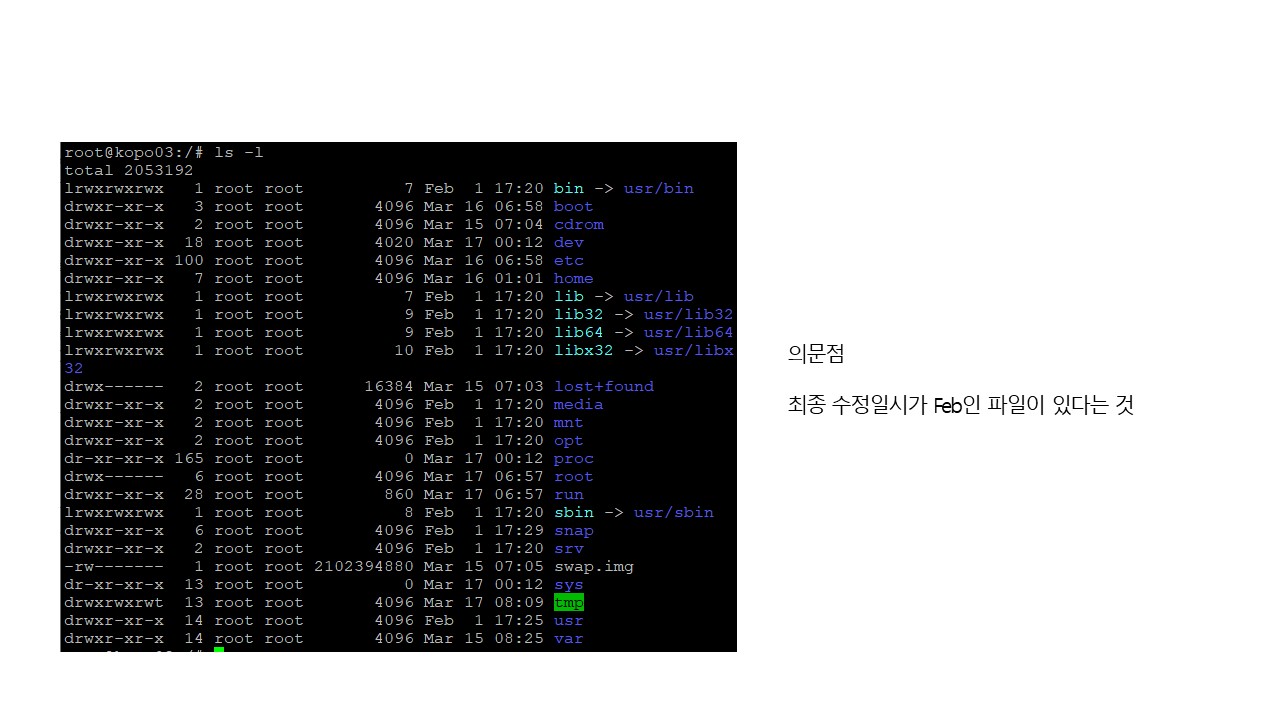 root@kopo03:/# ls -l
total 2053192
lrwxrwxrwx   1 root root          7 Feb  1 17:20 bin -> usr/bin
drwxr-xr-x   3 root root       4096 Mar 16 06:58 boot
drwxr-xr-x   2 root root       4096 Mar 15 07:04 cdrom
drwxr-xr-x  18 root root       4020 Mar 17 00:12 dev
drwxr-xr-x 100 root root       4096 Mar 16 06:58 etc
drwxr-xr-x   7 root root       4096 Mar 16 01:01 home
lrwxrwxrwx   1 root root          7 Feb  1 17:20 lib -> usr/lib
lrwxrwxrwx   1 root root          9 Feb  1 17:20 lib32 -> usr/lib32
lrwxrwxrwx   1 root root          9 Feb  1 17:20 lib64 -> usr/lib64
lrwxrwxrwx   1 root root         10 Feb  1 17:20 libx32 -> usr/libx
32
drwx------   2 root root      16384 Mar 15 07:03 lost+found
drwxr-xr-x   2 root root       4096 Feb  1 17:20 media
drwxr-xr-x   2 root root       4096 Feb  1 17:20 mnt
drwxr-xr-x   2 root root       4096 Feb  1 17:20 opt
dr-xr-xr-x 165 root root          0 Mar 17 00:12 proc
drwx------   6 root root       4096 Mar 17 06:57 root
drwxr-xr-x  28 root root        860 Mar 17 06:57 run
lrwxrwxrwx   1 root root          8 Feb  1 17:20 sbin -> usr/sbin
drwxr-xr-x   6 root root       4096 Feb  1 17:29 snap
drwxr-xr-x   2 root root       4096 Feb  1 17:20 srv
-rw-------   1 root root 2102394880 Mar 15 07:05 swap.img
dr-xr-xr-x  13 root root          0 Mar 17 00:12 sys
drwxrwxrwt  13 root root       4096 Mar 17 08:09 tmp
drwxr-xr-x  14 root root       4096 Feb  1 17:25 usr
drwxr-xr-x  14 root root       4096 Mar 15 08:25 var
의문점
최종 수정일시가 Feb인 파일이 있다는 것